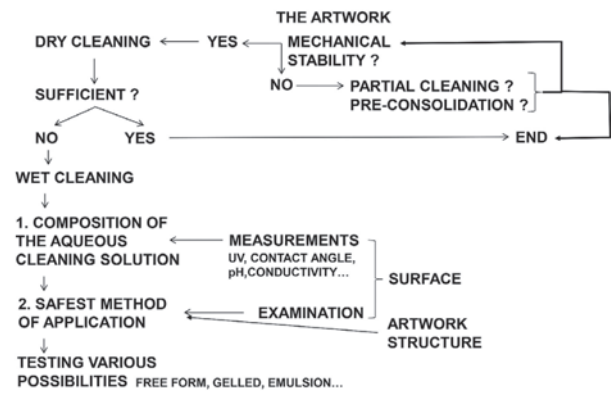 THE ARTWORK
DRY CLEANING
YES
MECHANICAL
STABILITY ?
SUFFICIENT ?
NO
PARTIAL CLEANING ?
PRE-CONSOLIDATION ?
NO
YES
END
WET CLEANING
1. COMPOSITION OF
THE AQUEOUS
CLEANING SOLUTION
MEASUREMENTS
UV, CONTACT ANGLE,
pH,CONDUCTIVITY...
SURFACE
2. SAFEST METHOD
OF APPLICATION
EXAMINATION
ARTWORK
STRUCTURE
TESTING VARIOUS
POSSIBILITIES FREE FORM, GELLED, EMULSION...